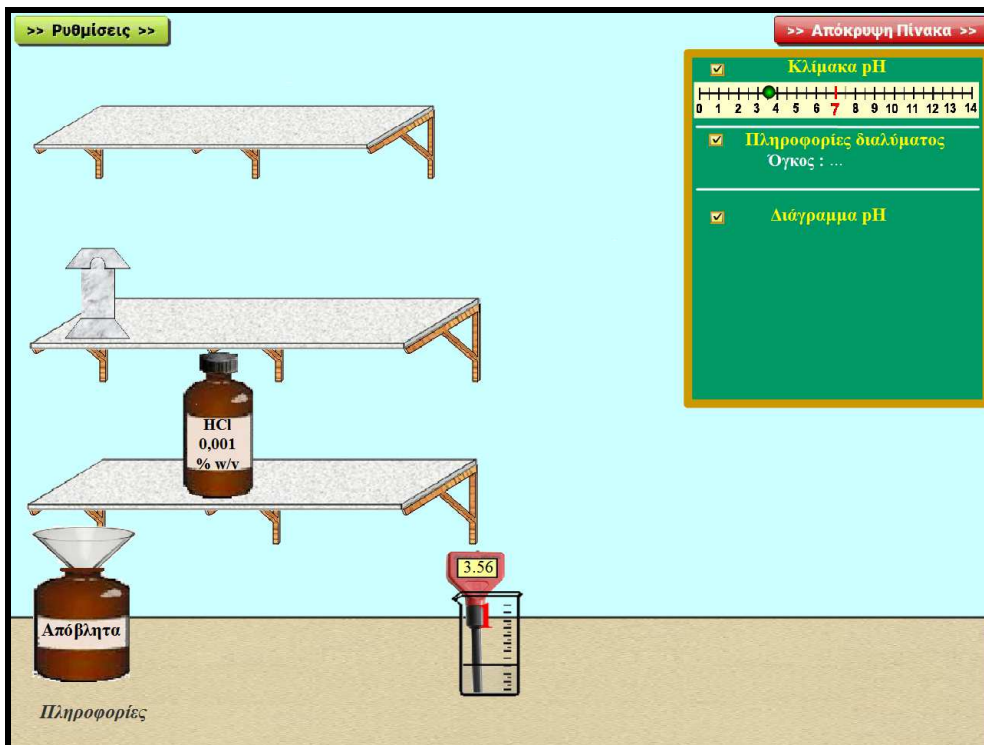 >> Ρυθμίσεις >>
>> Απόκρυψη Πίνακα >>
Κλίμακα pH
0 1 2 3 4 5 6 7 8 9 10 11 12 13 14
Πληροφορίες διαλύματος
Όγκος : ...
Διάγραμμα pH
HCl
0,001
% w/v
3.56
1
Απόβλητα
Πληροφορίες